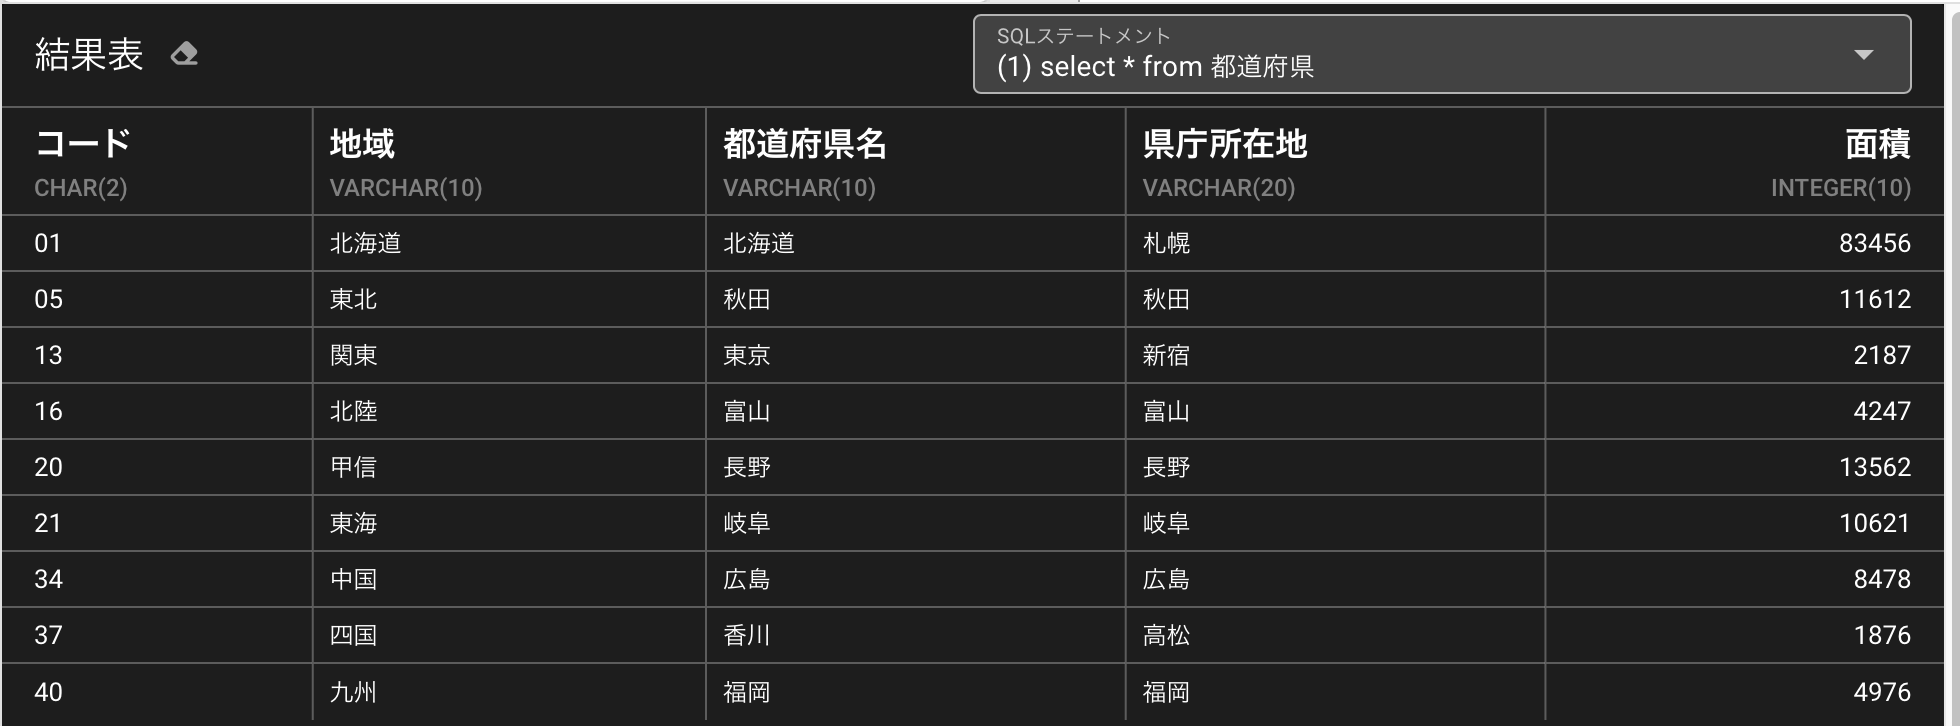 結果表
SQLステートメント
(1) select * from 都道府県
コード 地域 都道府県名 県庁所在地 面積
CHAR(2) VARCHAR(10) VARCHAR(10) VARCHAR(20) INTEGER(10)
01 北海道 北海道 札幌 83456
05 東北 秋田 秋田 11612
13 関東 東京 新宿 2187
16 北陸 富山 富山 4247
20 甲信 長野 長野 13562
21 東海 岐阜 岐阜 10621
34 中国 広島 広島 8478
37 四国 香川 高松 1876
40 九州 福岡 福岡 4976